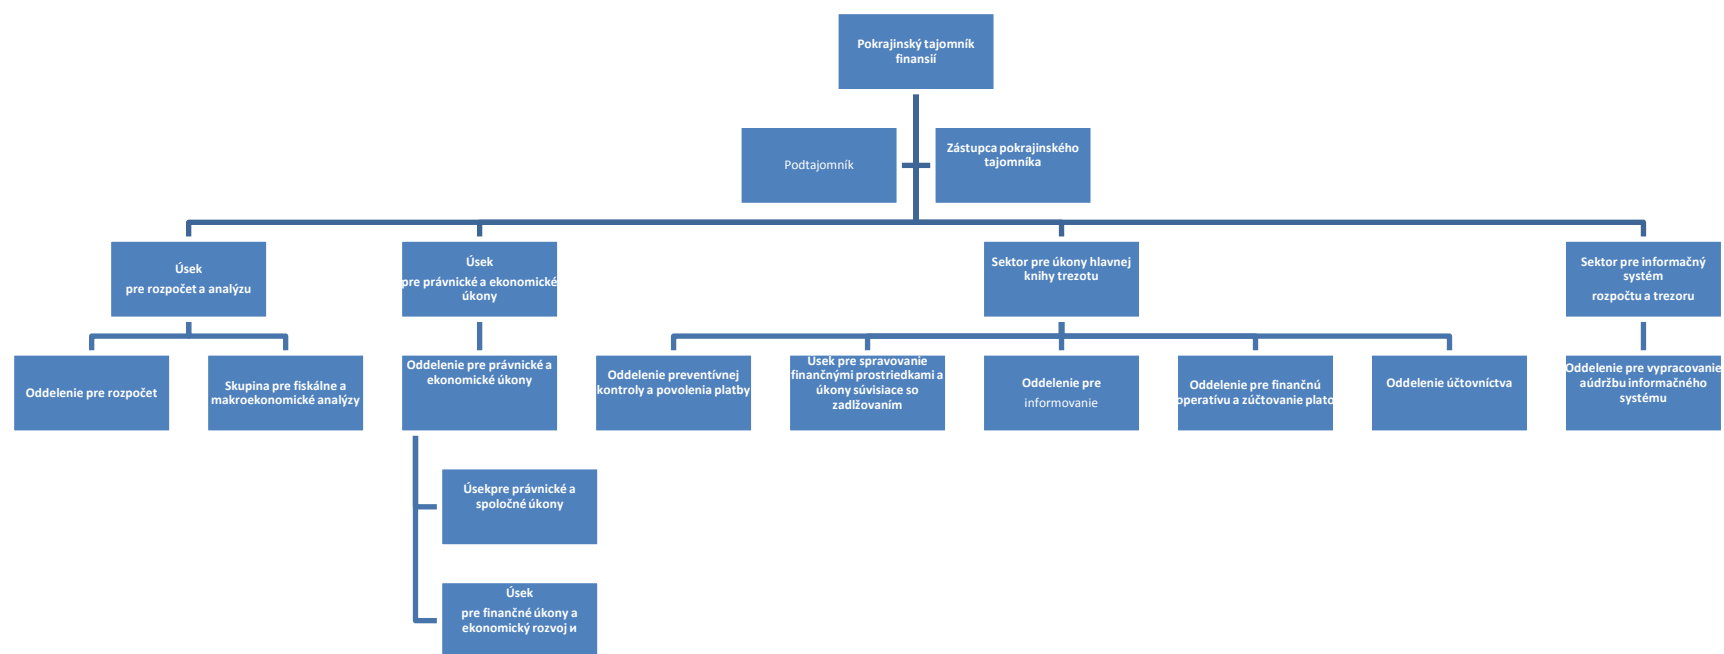 Pokrajinský tajomník
finansií
Podtajomník
Zástupca pokrajinského
tajomníka
Úsek
pre rozpočet a analýzu
Úsek
pre právnické a ekonomické
úkony
Sektor pre úkony hlavnej
knihy trezotu
Sektor pre informačný
systém
rozpočtu a trezoru
Oddelenie pre rozpočet
Skupina pre fiskálne a
makroekonomické analýzy
Oddelenie pre právnické a
ekonomické úkony
Oddelenie preventívnej
kontroly a povolenia platby
Úsek pre spravovanie
finančnými prostriedkami a
úkony súvisiace so
zadlžovaním
Oddelenie pre
informovanie
Oddelenie pre finančnú
operatívu a zúčtovanie plato
Oddelenie účtovníctva
Oddelenie pre vypracovanie
aúdržbu informačného
systému
Úsekpre právnické a
spoločné úkony
Úsek
pre finančné úkony a
ekonomický rozvoj и